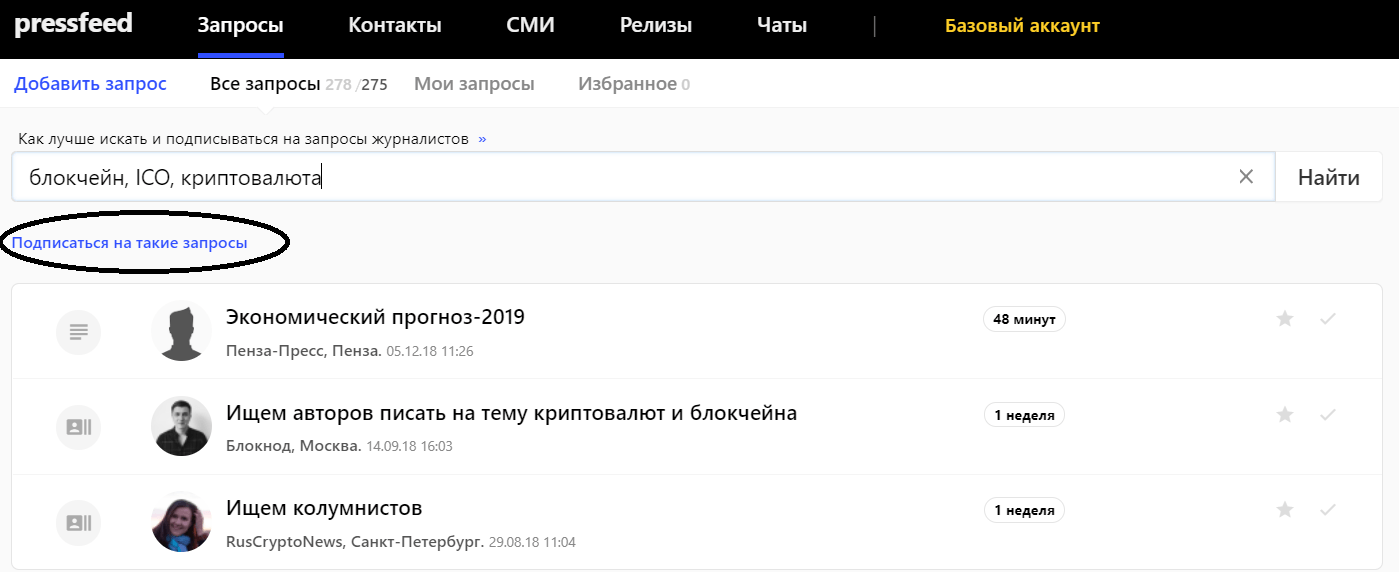 pressfeed Запросы Контакты СМИ Релизы Чаты | Базовый аккаунт
Добавить запрос Все запросы 278 /275 Мои запросы Избранное 0
Как лучше искать и подписываться на запросы журналистов »
блокчейн, ICO, криптовалюта Найти
Подписаться на такие запросы
Экономический прогноз-2019 48 минут
Пенза-Пресс, Пенза. 05.12.18 11:26
Ищем авторов писать на тему криптовалют и блокчейна 1 неделя
Блокнод, Москва. 14.09.18 16:03
Ищем колумнистов 1 неделя
RusCryptoNews, Санкт-Петербург. 29.08.18 11:04